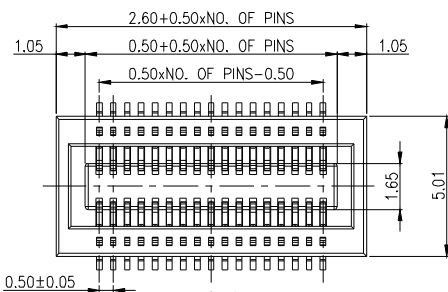 2.60+0.50xNO. OF PINS
1.05 0.50+0.50xNO. OF PINS 1.05
0.50xNO. OF PINS-0.50
1.65
5.01
0.50±0.05